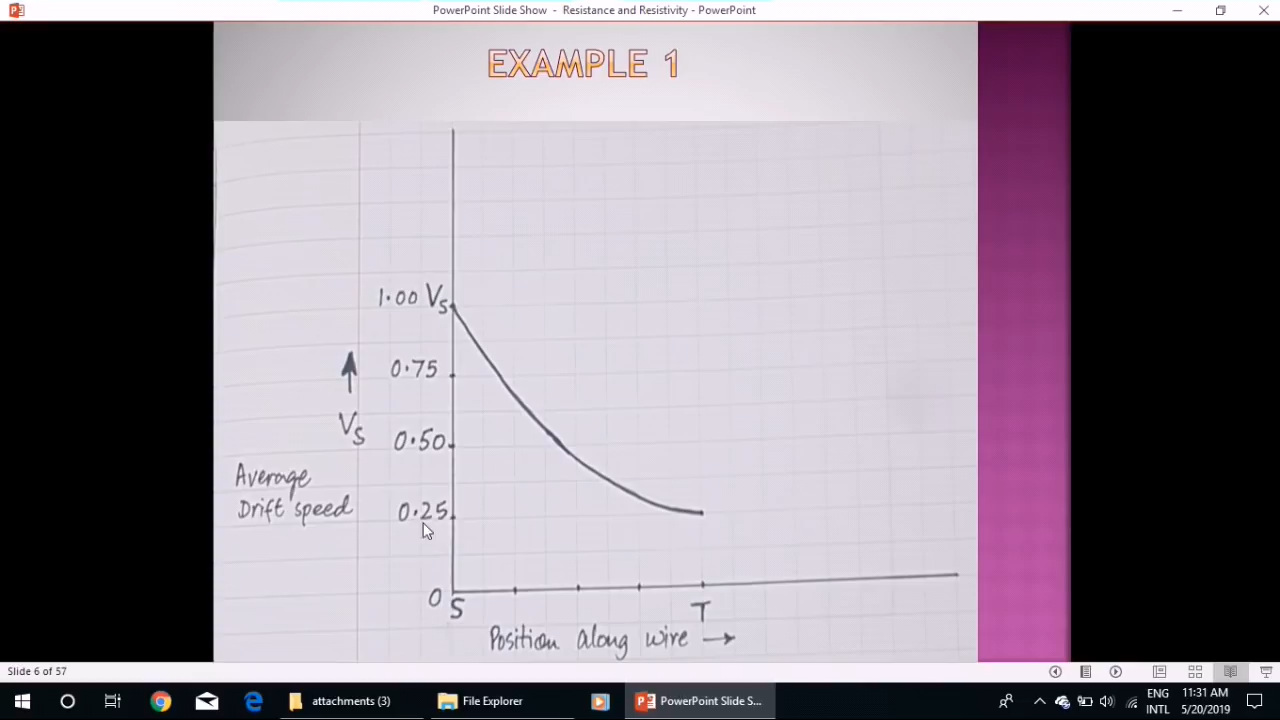 PowerPoint Slide Show - Resistance and Resistivity - PowerPoint
EXAMPLE 1
1.00 Vs
0.75
Vs
0.50
Average
Drift speed
0.25
0
S
T
Position along wire →
Slide 6 of 57
attachments (3)
File Explorer
PowerPoint Slide S...
ENG
INTL
11:31 AM
5/20/2019